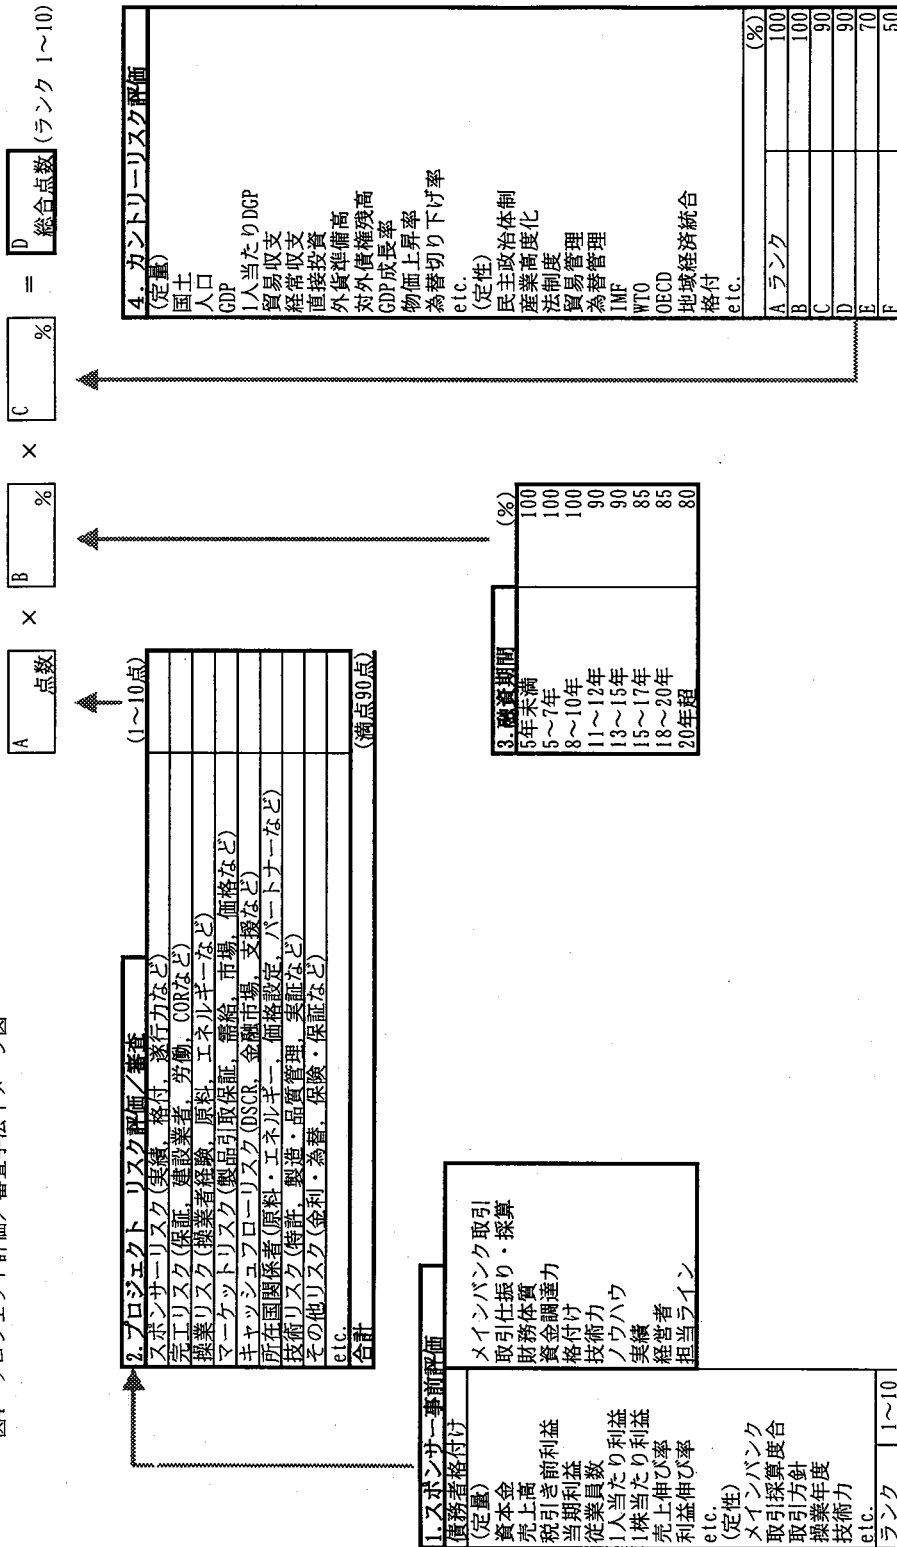 A 点数 × B % × C % = D 総合点数 (ランク 1～10)
1.スポンサー事前評価
債務者格付け
(定量)
資本金
売上高
税引き前利益
当期利益
従業員数
1人当たり利益
1株当たり利益
売上伸び率
利益伸び率
etc.
(定性)
メインバンク
取引採算度合
取引方針
操業年度
技術力
etc.
ランク 1～10
メインバンク取引
取引仕振り・採算
財務体質
資金調達力
格付け
技術力
ノウハウ
実績
経営者
担当ライン
2.プロジェクト リスク評価／審査
(1～10点)
スポンサーリスク(実績, 格付, 遂行力など)
完工リスク(保証, 建設業者, 労働, CORなど)
操業リスク(操業者経験, 原料, エネルギーなど)
マーケットリスク(製品引取保証, 需給, 市場, 価格など)
キャッシュフローリスク(DSCR, 金融市場, 支援など)
所在国関係者(原料・エネルギー, 価格設定, パートナーなど)
技術リスク(特許, 製造・品質管理, 実証など)
その他リスク(金利・為替, 保険・保証など)
etc.
合計 (満点90点)
3.融資期間 (%)
5年未満 100
5～7年 100
8～10年 100
11～12年 90
13～15年 90
15～17年 85
18～20年 85
20年超 80
4.カントリーリスク評価
(定量)
国土
人口
GDP
1人当たりDGP
貿易収支
経常収支
直接投資
外貨準備高
対外債権残高
GDP成長率
物価上昇率
為替切り下げ率
etc.
(定性)
民主政治体制
産業高度化
法制度
貿易管理
為替管理
IMF
WTO
OECD
地域経済統合
格付
etc.
(%)
A ランク 100
B 100
C 90
D 90
E 70
F 50